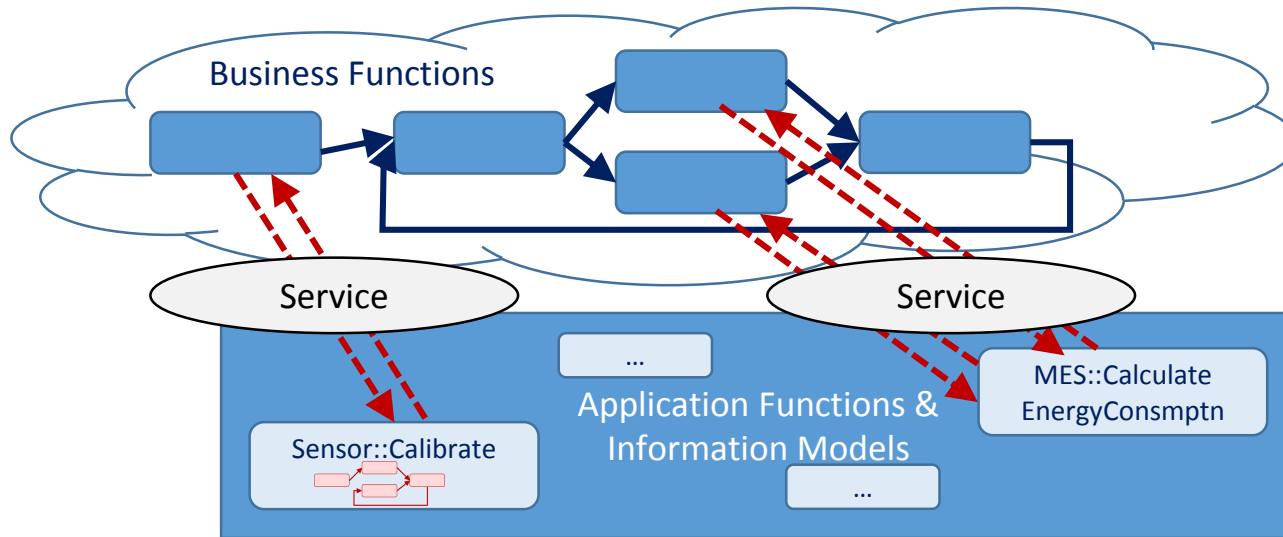 Business Functions
Service
Service
...
MES::Calculate
EnergyConsmptn
Application Functions &
Information Models
Sensor::Calibrate
...